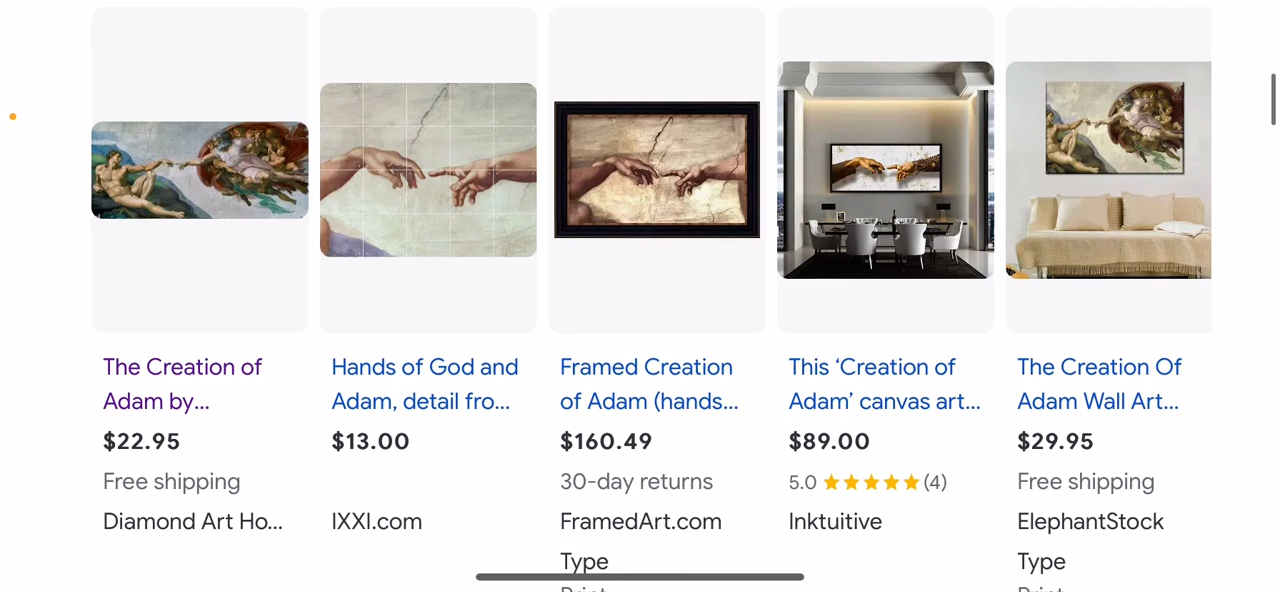 The Creation of
Adam by...
$22.95
Free shipping
Diamond Art Ho...
Hands of God and
Adam, detail fro...
$13.00
IXXI.com
Framed Creation
of Adam (hands...
$160.49
30-day returns
FramedArt.com
Type
Print
This ‘Creation of
Adam’ canvas art...
$89.00
5.0 ★★★★★ (4)
Inktuitive
The Creation Of
Adam Wall Art...
$29.95
Free shipping
ElephantStock
Type
Print